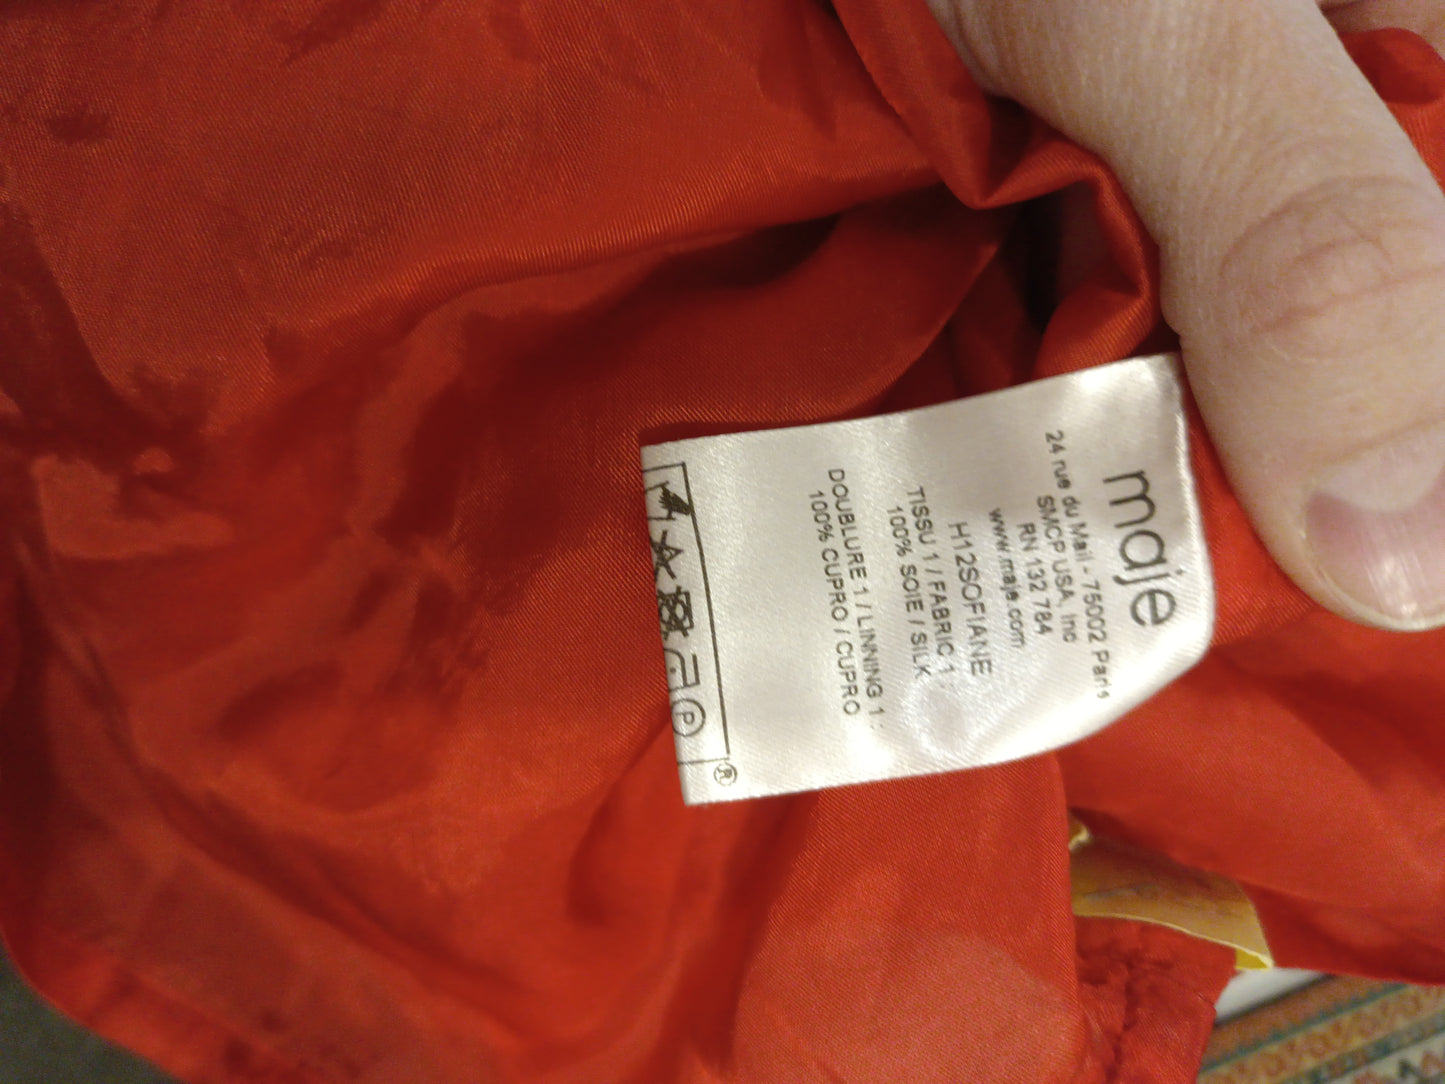 maje
24 rue du Mail - 75002 Paris
SMCP USA, Inc
RN 132 784
www.maje.com
H12SOFIANE
TISSU 1 / FABRIC 1 :
100% SOIE / SILK
DOUBLURE 1 / LINNING 1 :
100% CUPRO / CUPRO
P
®